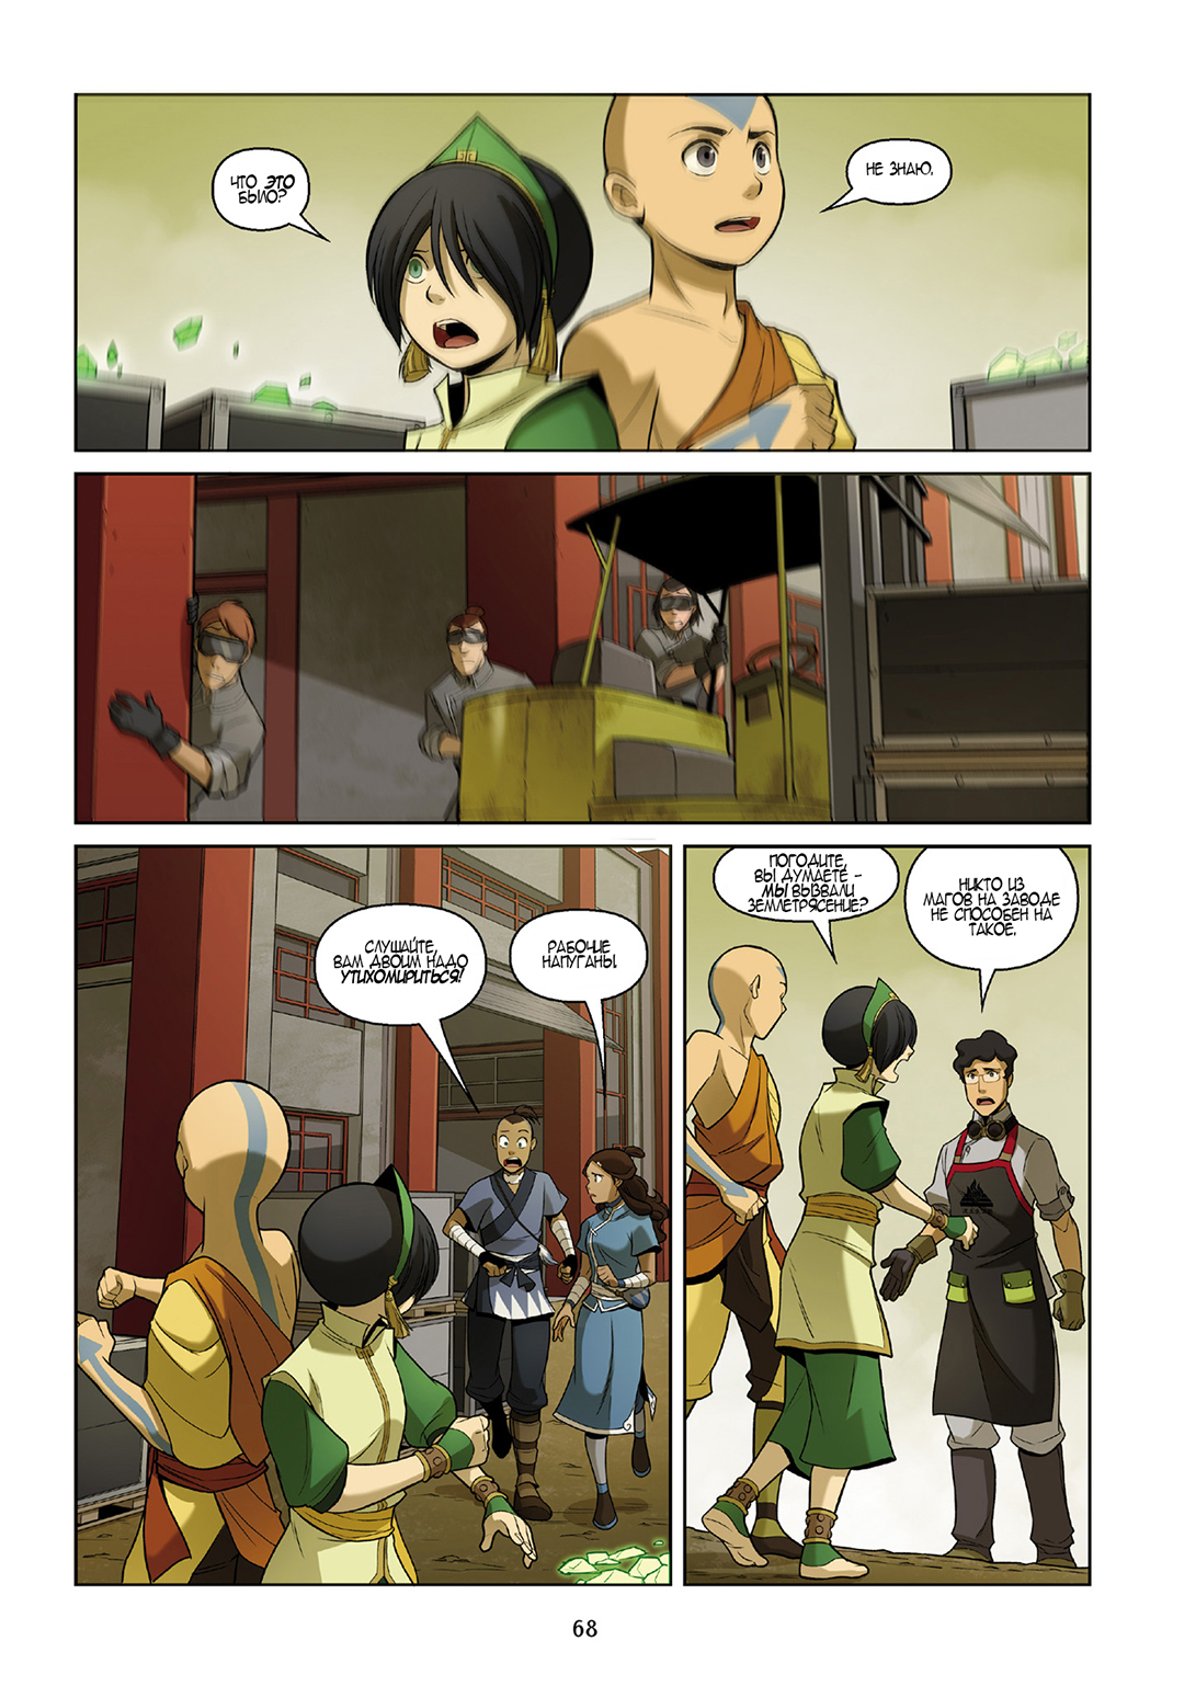 ЧТО ЭТО
БЫЛО?
НЕ ЗНАЮ.
СЛУШАЙТЕ,
ВАМ ДВОИМ НАДО
УТИХОМИРИТЬСЯ!
РАБОЧИЕ
НАПУГАНЫ.
ПОГОДИТЕ,
ВЫ ДУМАЕТЕ –
МЫ ВЫЗВАЛИ
ЗЕМЛЕТРЯСЕНИЕ?
НИКТО ИЗ
МАГОВ НА ЗАВОДЕ
НЕ СПОСОБЕН НА
ТАКОЕ.
68